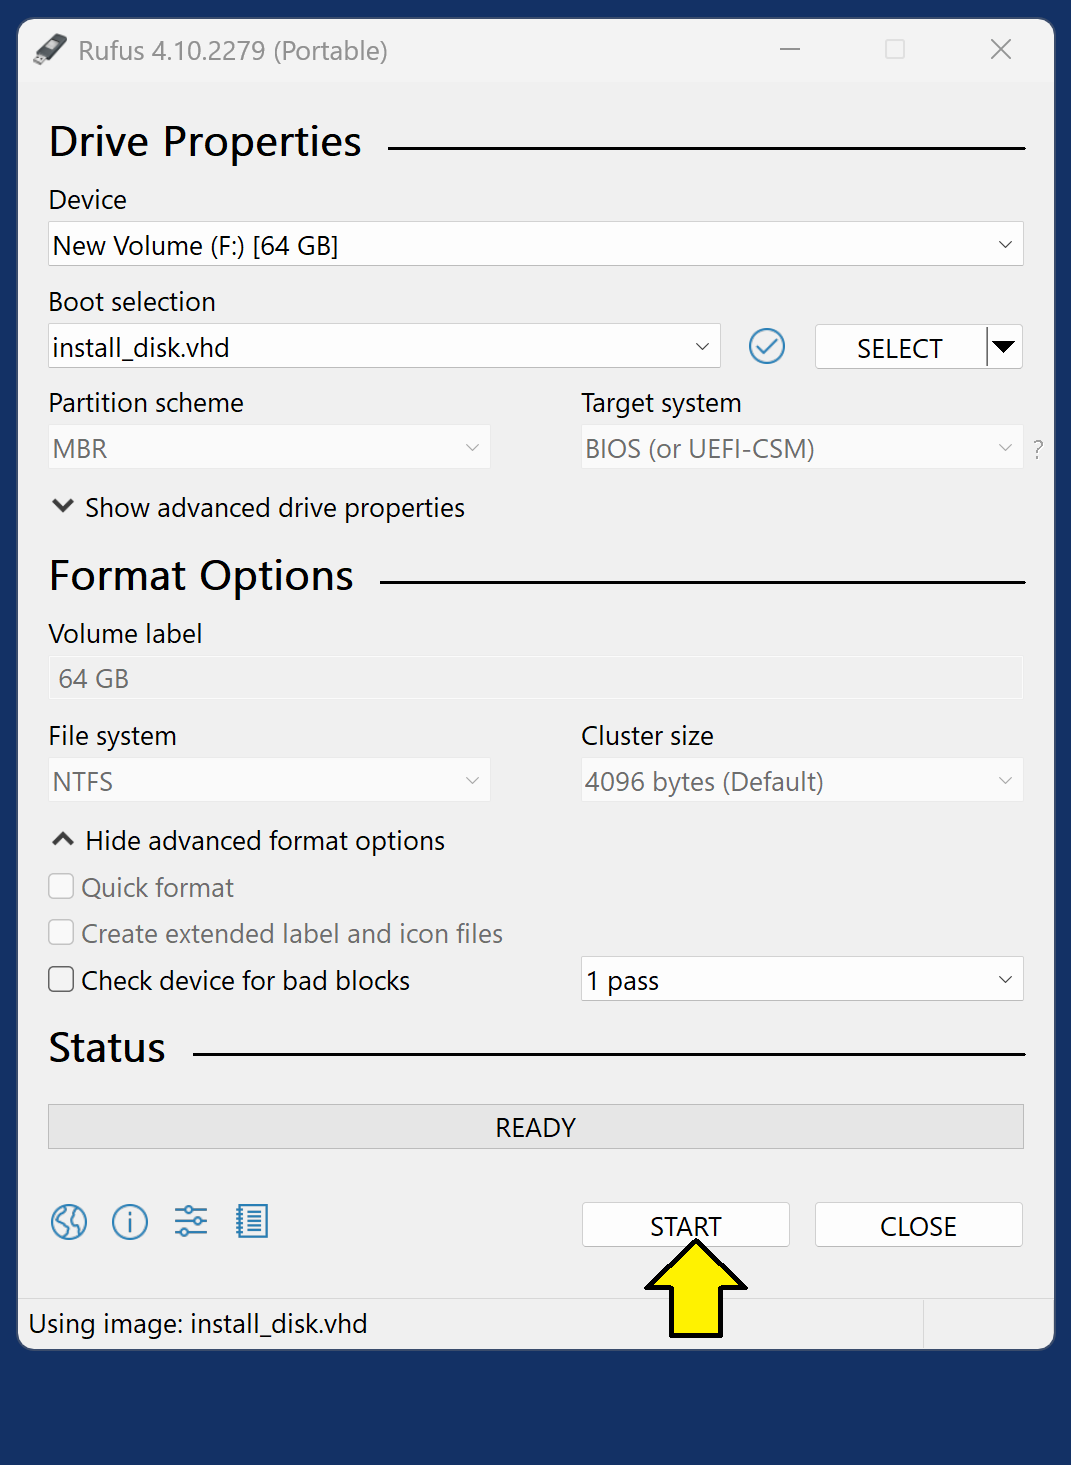 Rufus 4.10.2279 (Portable)
Drive Properties
Device
New Volume (F:) [64 GB]
Boot selection
install_disk.vhd
SELECT
Partition scheme
Target system
MBR
BIOS (or UEFI-CSM)
?
Show advanced drive properties
Format Options
Volume label
64 GB
File system
Cluster size
NTFS
4096 bytes (Default)
Hide advanced format options
Quick format
Create extended label and icon files
Check device for bad blocks
1 pass
Status
READY
START
CLOSE
Using image: install_disk.vhd